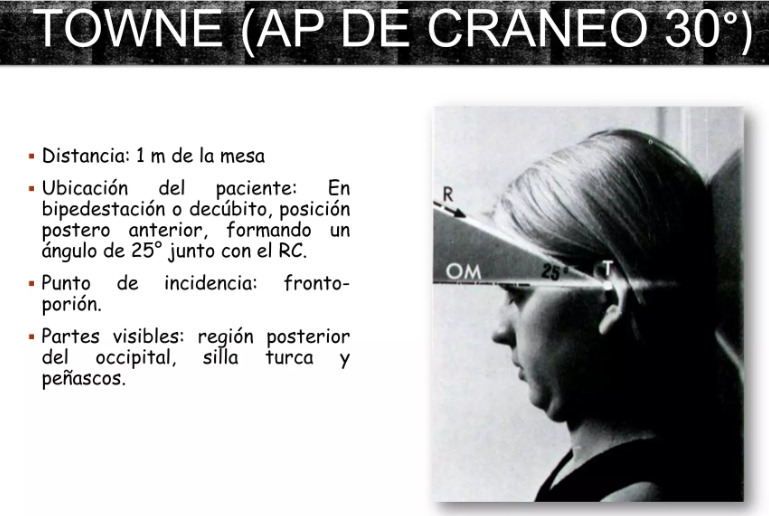 TOWNE (AP DE CRANEO 30°)
▪ Distancia: 1 m de la mesa
▪ Ubicación del paciente: En
bipedestación o decúbito, posición
postero anterior, formando un
ángulo de 25° junto con el RC.
▪ Punto de incidencia: fronto-
porión.
▪ Partes visibles: región posterior
del occipital, silla turca y
peñascos.
R
OM
25°
T